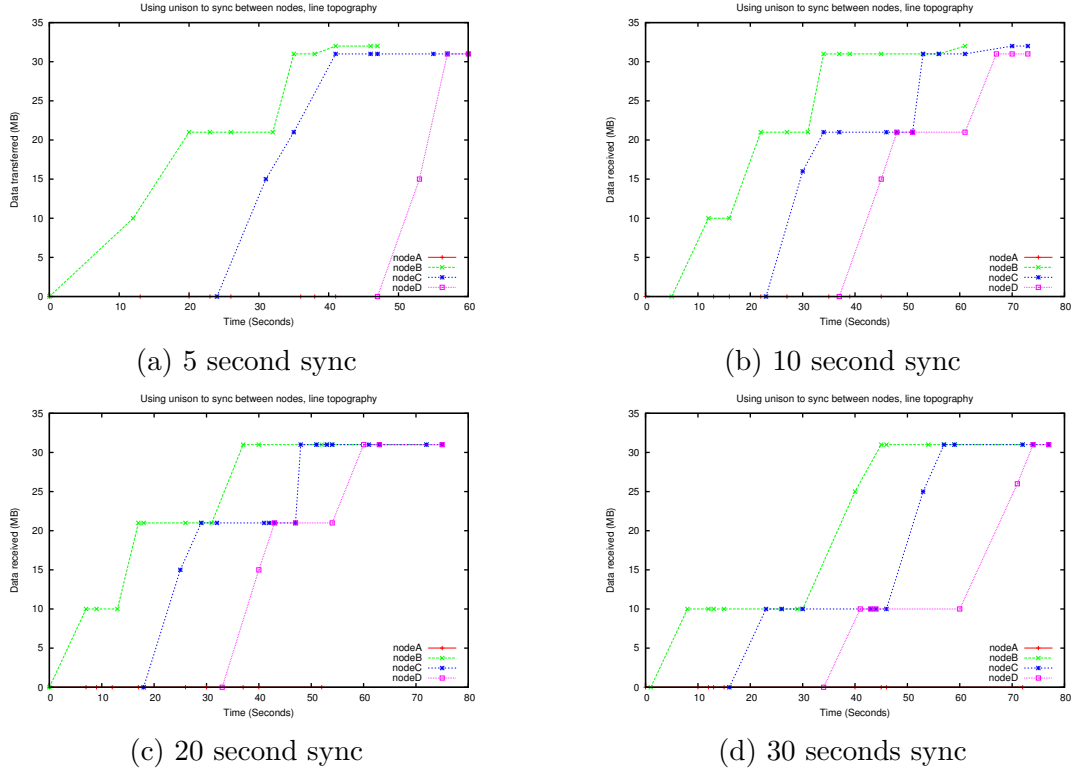 Using unison to sync between nodes, line topography
Data transferred (MB)
35
30
25
20
15
10
5
0
nodeA
nodeB
nodeC
nodeD
0 10 20 30 40 50 60
Time (Seconds)
(a) 5 second sync
Using unison to sync between nodes, line topography
Data received (MB)
35
30
25
20
15
10
5
0
nodeA
nodeB
nodeC
nodeD
0 10 20 30 40 50 60 70 80
Time (Seconds)
(b) 10 second sync
Using unison to sync between nodes, line topography
Data received (MB)
35
30
25
20
15
10
5
0
nodeA
nodeB
nodeC
nodeD
0 10 20 30 40 50 60 70 80
Time (Seconds)
(c) 20 second sync
Using unison to sync between nodes, line topography
Data received (MB)
35
30
25
20
15
10
5
0
nodeA
nodeB
nodeC
nodeD
0 10 20 30 40 50 60 70 80
Time (Seconds)
(d) 30 seconds sync